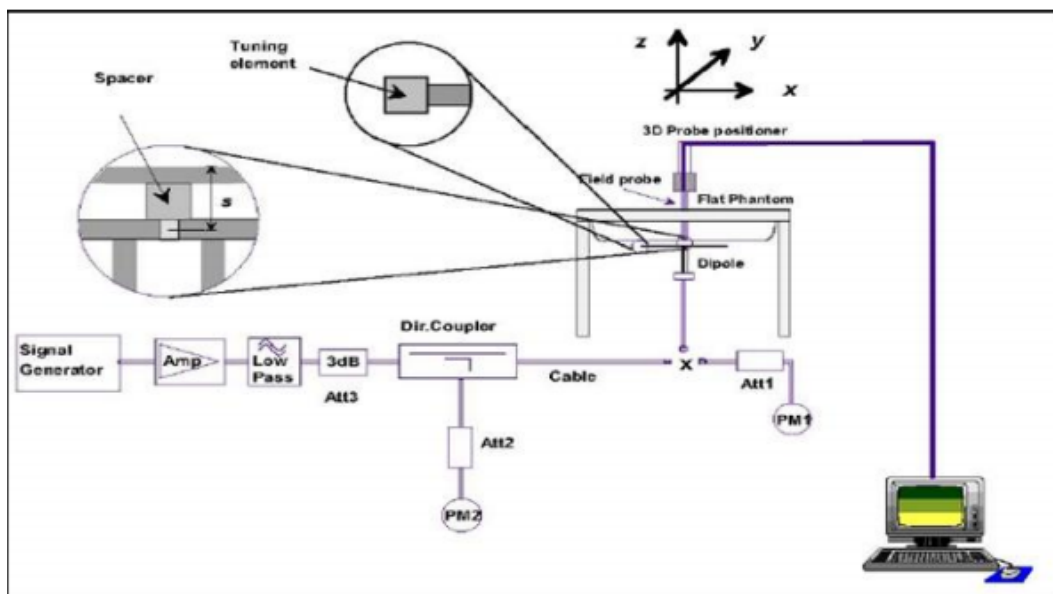 Tuning
element
Spacer
s
z
y
x
3D Probe positioner
Field probe
Flat Phantom
Dipole
Signal
Generator
Amp
Low
Pass
3dB
Att3
Dir.Coupler
Cable
x
Att1
PM1
Att2
PM2